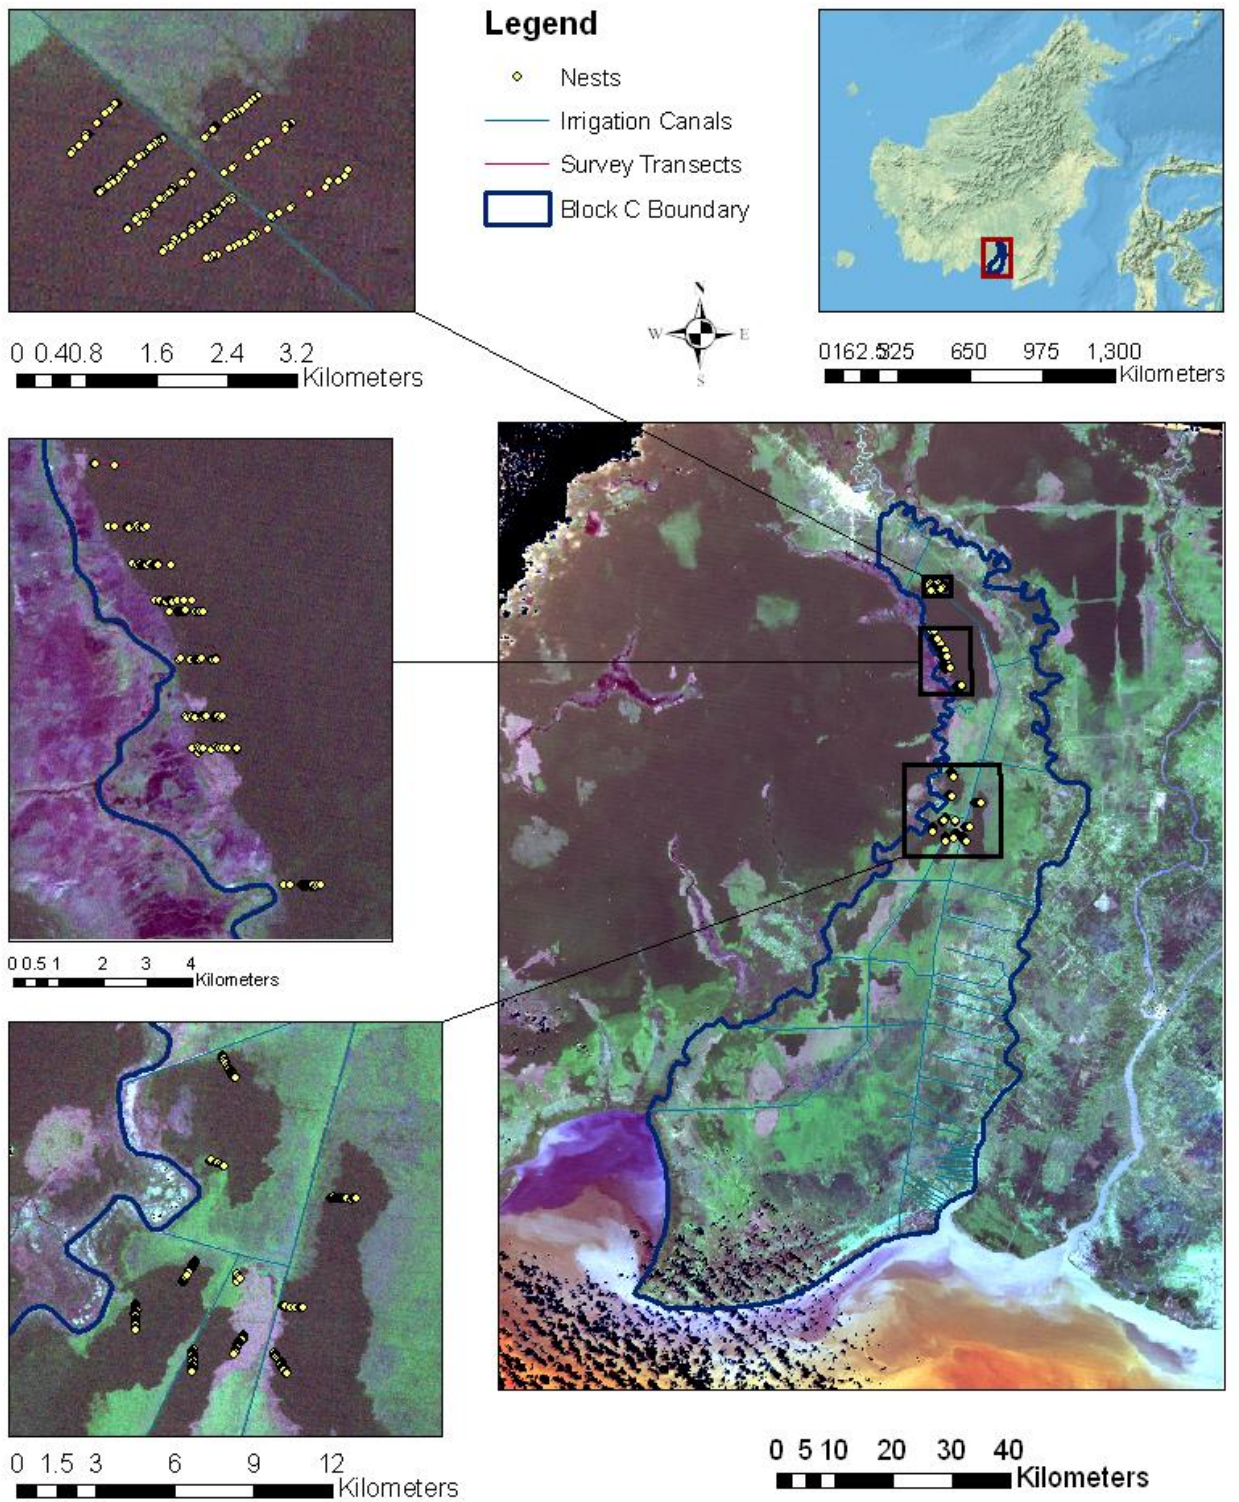 Legend
Nests
Irrigation Canals
Survey Transects
Block C Boundary
N
W E
S
0 0.40.8 1.6 2.4 3.2
Kilometers
0 650 975 1,300
Kilometers
0 0.5 1 2 3 4
Kilometers
0 1.5 3 6 9 12
Kilometers
0 5 10 20 30 40
Kilometers